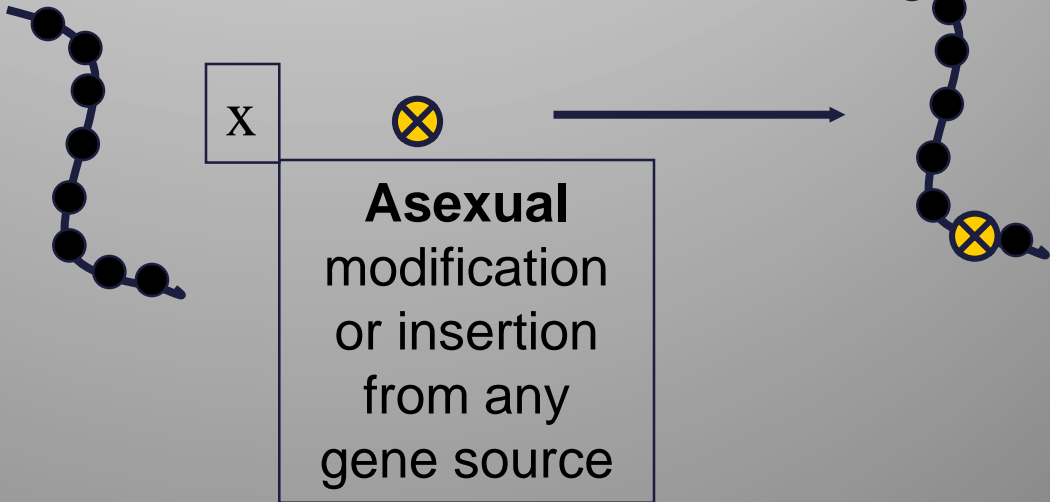 x
Asexual
modification
or insertion
from any
gene source